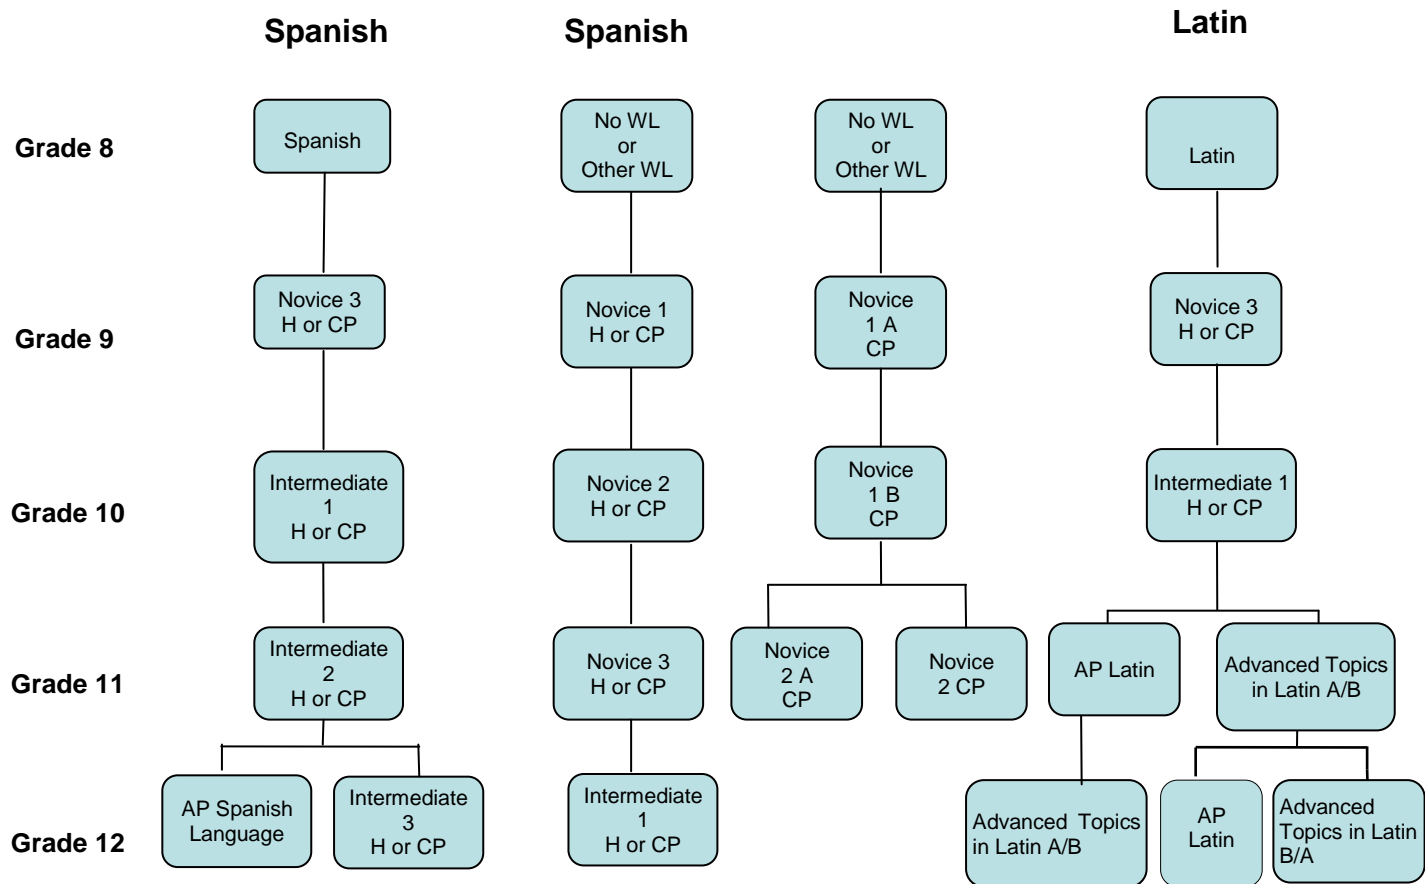 Spanish
Spanish
Latin
Grade 8
Spanish
No WL
or
Other WL
No WL
or
Other WL
Latin
Grade 9
Novice 3
H or CP
Novice 1
H or CP
Novice
1 A
CP
Novice 3
H or CP
Grade 10
Intermediate
1
H or CP
Novice 2
H or CP
Novice
1 B
CP
Intermediate 1
H or CP
Grade 11
Intermediate
2
H or CP
Novice 3
H or CP
Novice
2 A
CP
Novice
2 CP
AP Latin
Advanced Topics
in Latin A/B
Grade 12
AP Spanish
Language
Intermediate
3
H or CP
Intermediate
1
H or CP
Advanced Topics
in Latin A/B
AP
Latin
Advanced
Topics in Latin
B/A